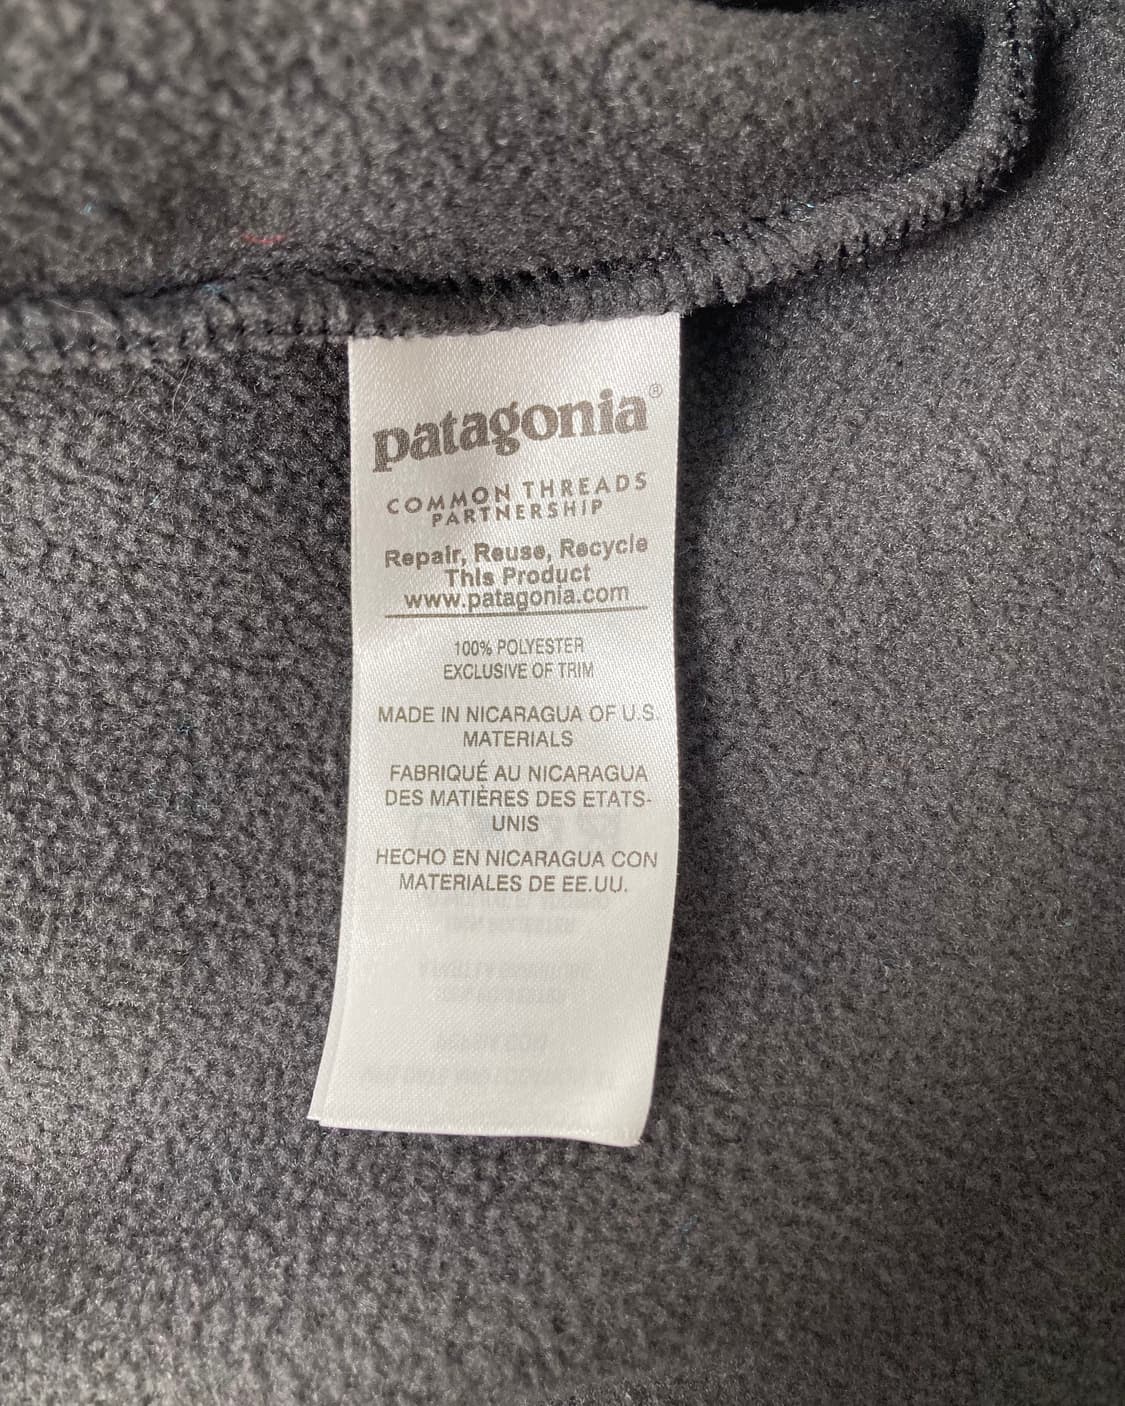 patagonia®
COMMON THREADS
PARTNERSHIP
Repair, Reuse, Recycle
This Product
www.patagonia.com
100% POLYESTER
EXCLUSIVE OF TRIM
MADE IN NICARAGUA OF U.S.
MATERIALS
FABRIQUÉ AU NICARAGUA
DES MATIÈRES DES ETATS-
UNIS
HECHO EN NICARAGUA CON
MATERIALES DE EE.UU.